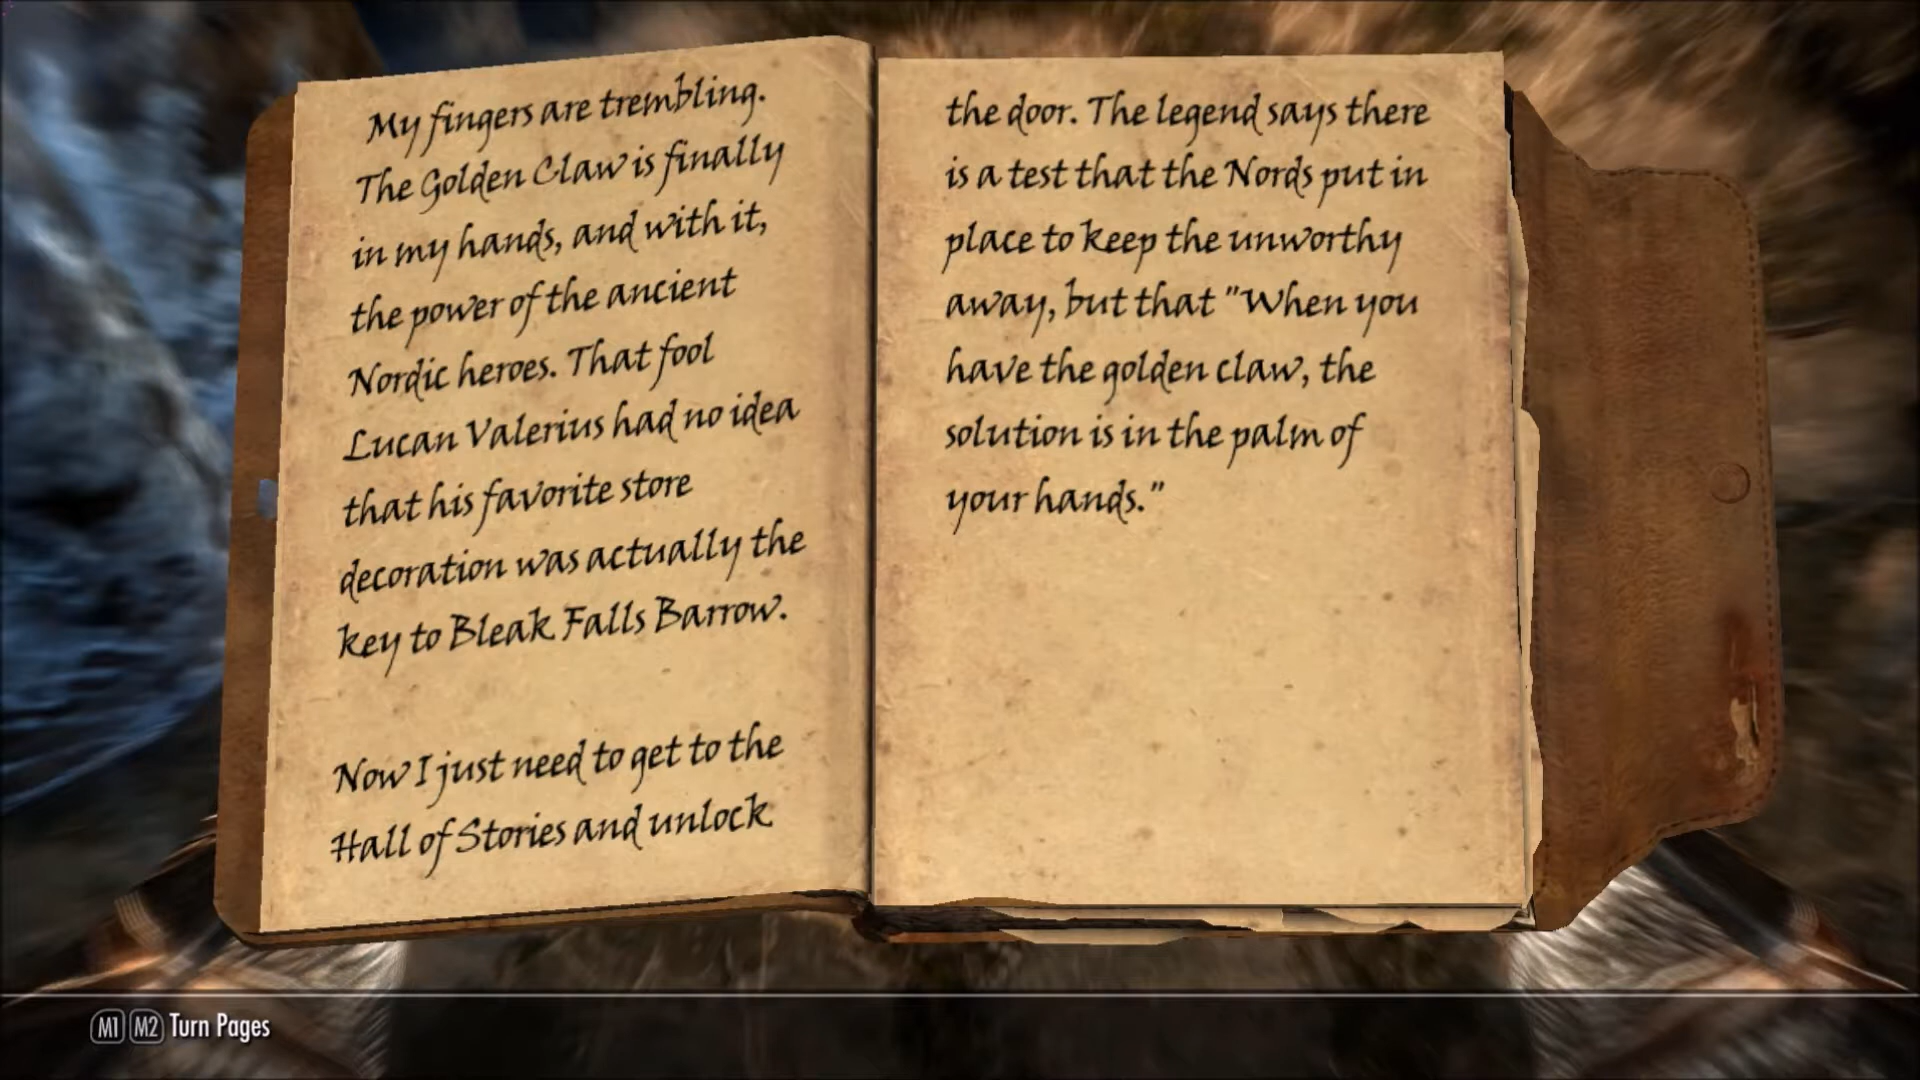 My fingers are trembling.
The Golden Claw is finally
in my hands, and with it,
the power of the ancient
Nordic heroes. That fool
Lucan Valerius had no idea
that his favorite store
decoration was actually the
key to Bleak Falls Barrow.
Now I just need to get to the
Hall of Stories and unlock
the door. The legend says there
is a test that the Nords put in
place to keep the unworthy
away, but that "When you
have the golden claw, the
solution is in the palm of
your hands."
M1 M2 Turn Pages